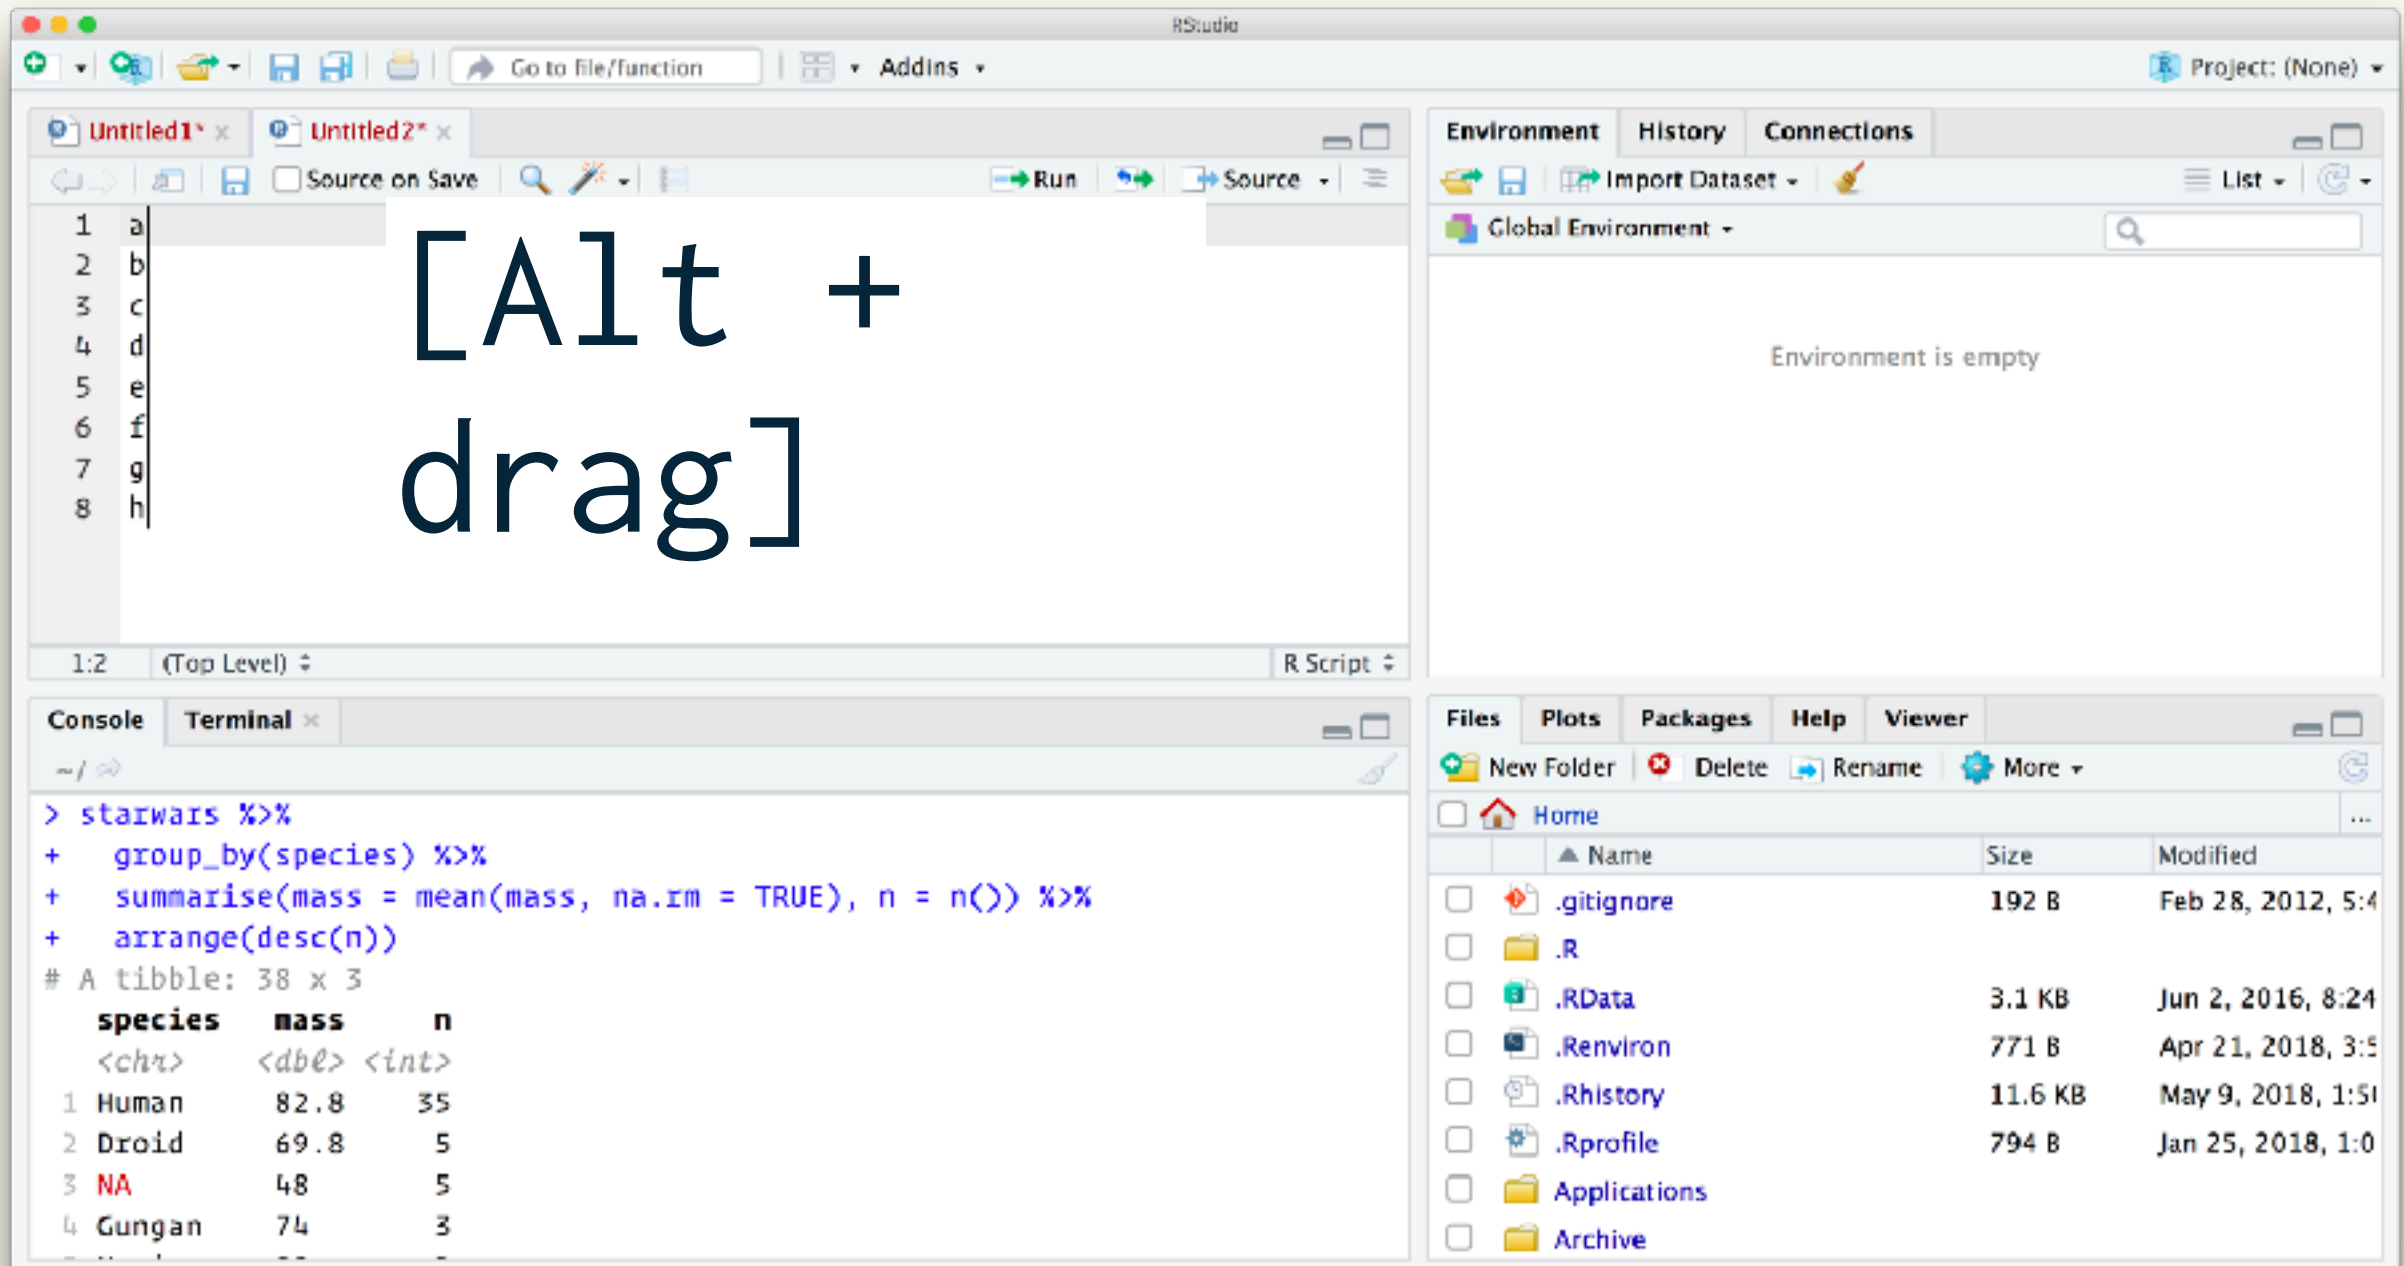 RStudio
Go to file/function Addins Project: (None)
Untitled1* Untitled2*
Source on Save Run Source
1 a
2 b
3 c
4 d
5 e
6 f
7 g
8 h
[Alt +
drag]
1:2 (Top Level) R Script
Environment History Connections
Import Dataset List
Global Environment
Environment is empty
Console Terminal
~/
> starwars %>%
+ group_by(species) %>%
+ summarise(mass = mean(mass, na.rm = TRUE), n = n()) %>%
+ arrange(desc(n))
# A tibble: 38 x 3
species mass n
<chr> <dbl> <int>
1 Human 82.8 35
2 Droid 69.8 5
3 NA 48 5
4 Gungan 74 3
Files Plots Packages Help Viewer
New Folder Delete Rename More
Home ...
Name Size Modified
.gitignore 192 B Feb 28, 2012, 5:4
.R
.RData 3.1 KB Jun 2, 2016, 8:24
.Renviron 771 B Apr 21, 2018, 3:5
.Rhistory 11.6 KB May 9, 2018, 1:5
.Rprofile 794 B Jan 25, 2018, 1:0
Applications
Archive